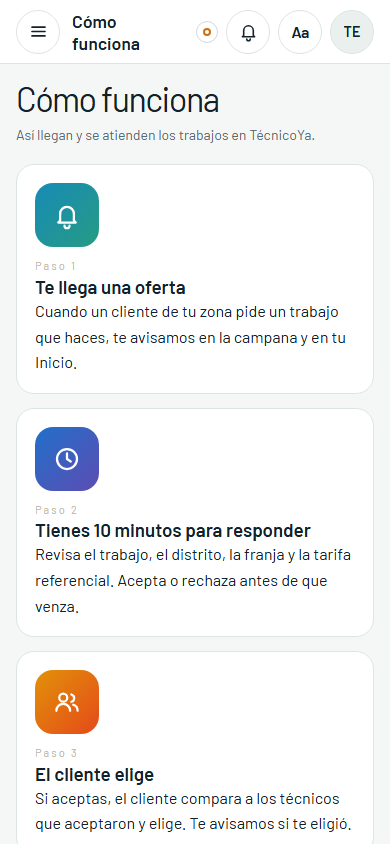 Cómo
funciona
Aa
TE
Cómo funciona
Así llegan y se atienden los trabajos en TécnicoYa.
Paso 1
Te llega una oferta
Cuando un cliente de tu zona pide un trabajo
que haces, te avisamos en la campana y en tu
Inicio.
Paso 2
Tienes 10 minutos para responder
Revisa el trabajo, el distrito, la franja y la tarifa
referencial. Acepta o rechaza antes de que
venza.
Paso 3
El cliente elige
Si aceptas, el cliente compara a los técnicos
que aceptaron y elige. Te avisamos si te eligió.